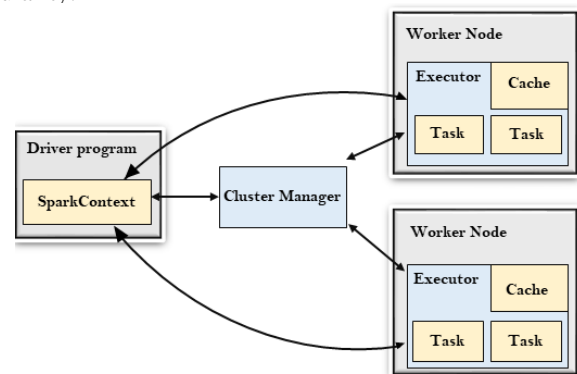 Worker Node
Executor
Cache
Task Task
Driver program
SparkContext
Cluster Manager
Worker Node
Executor
Cache
Task Task